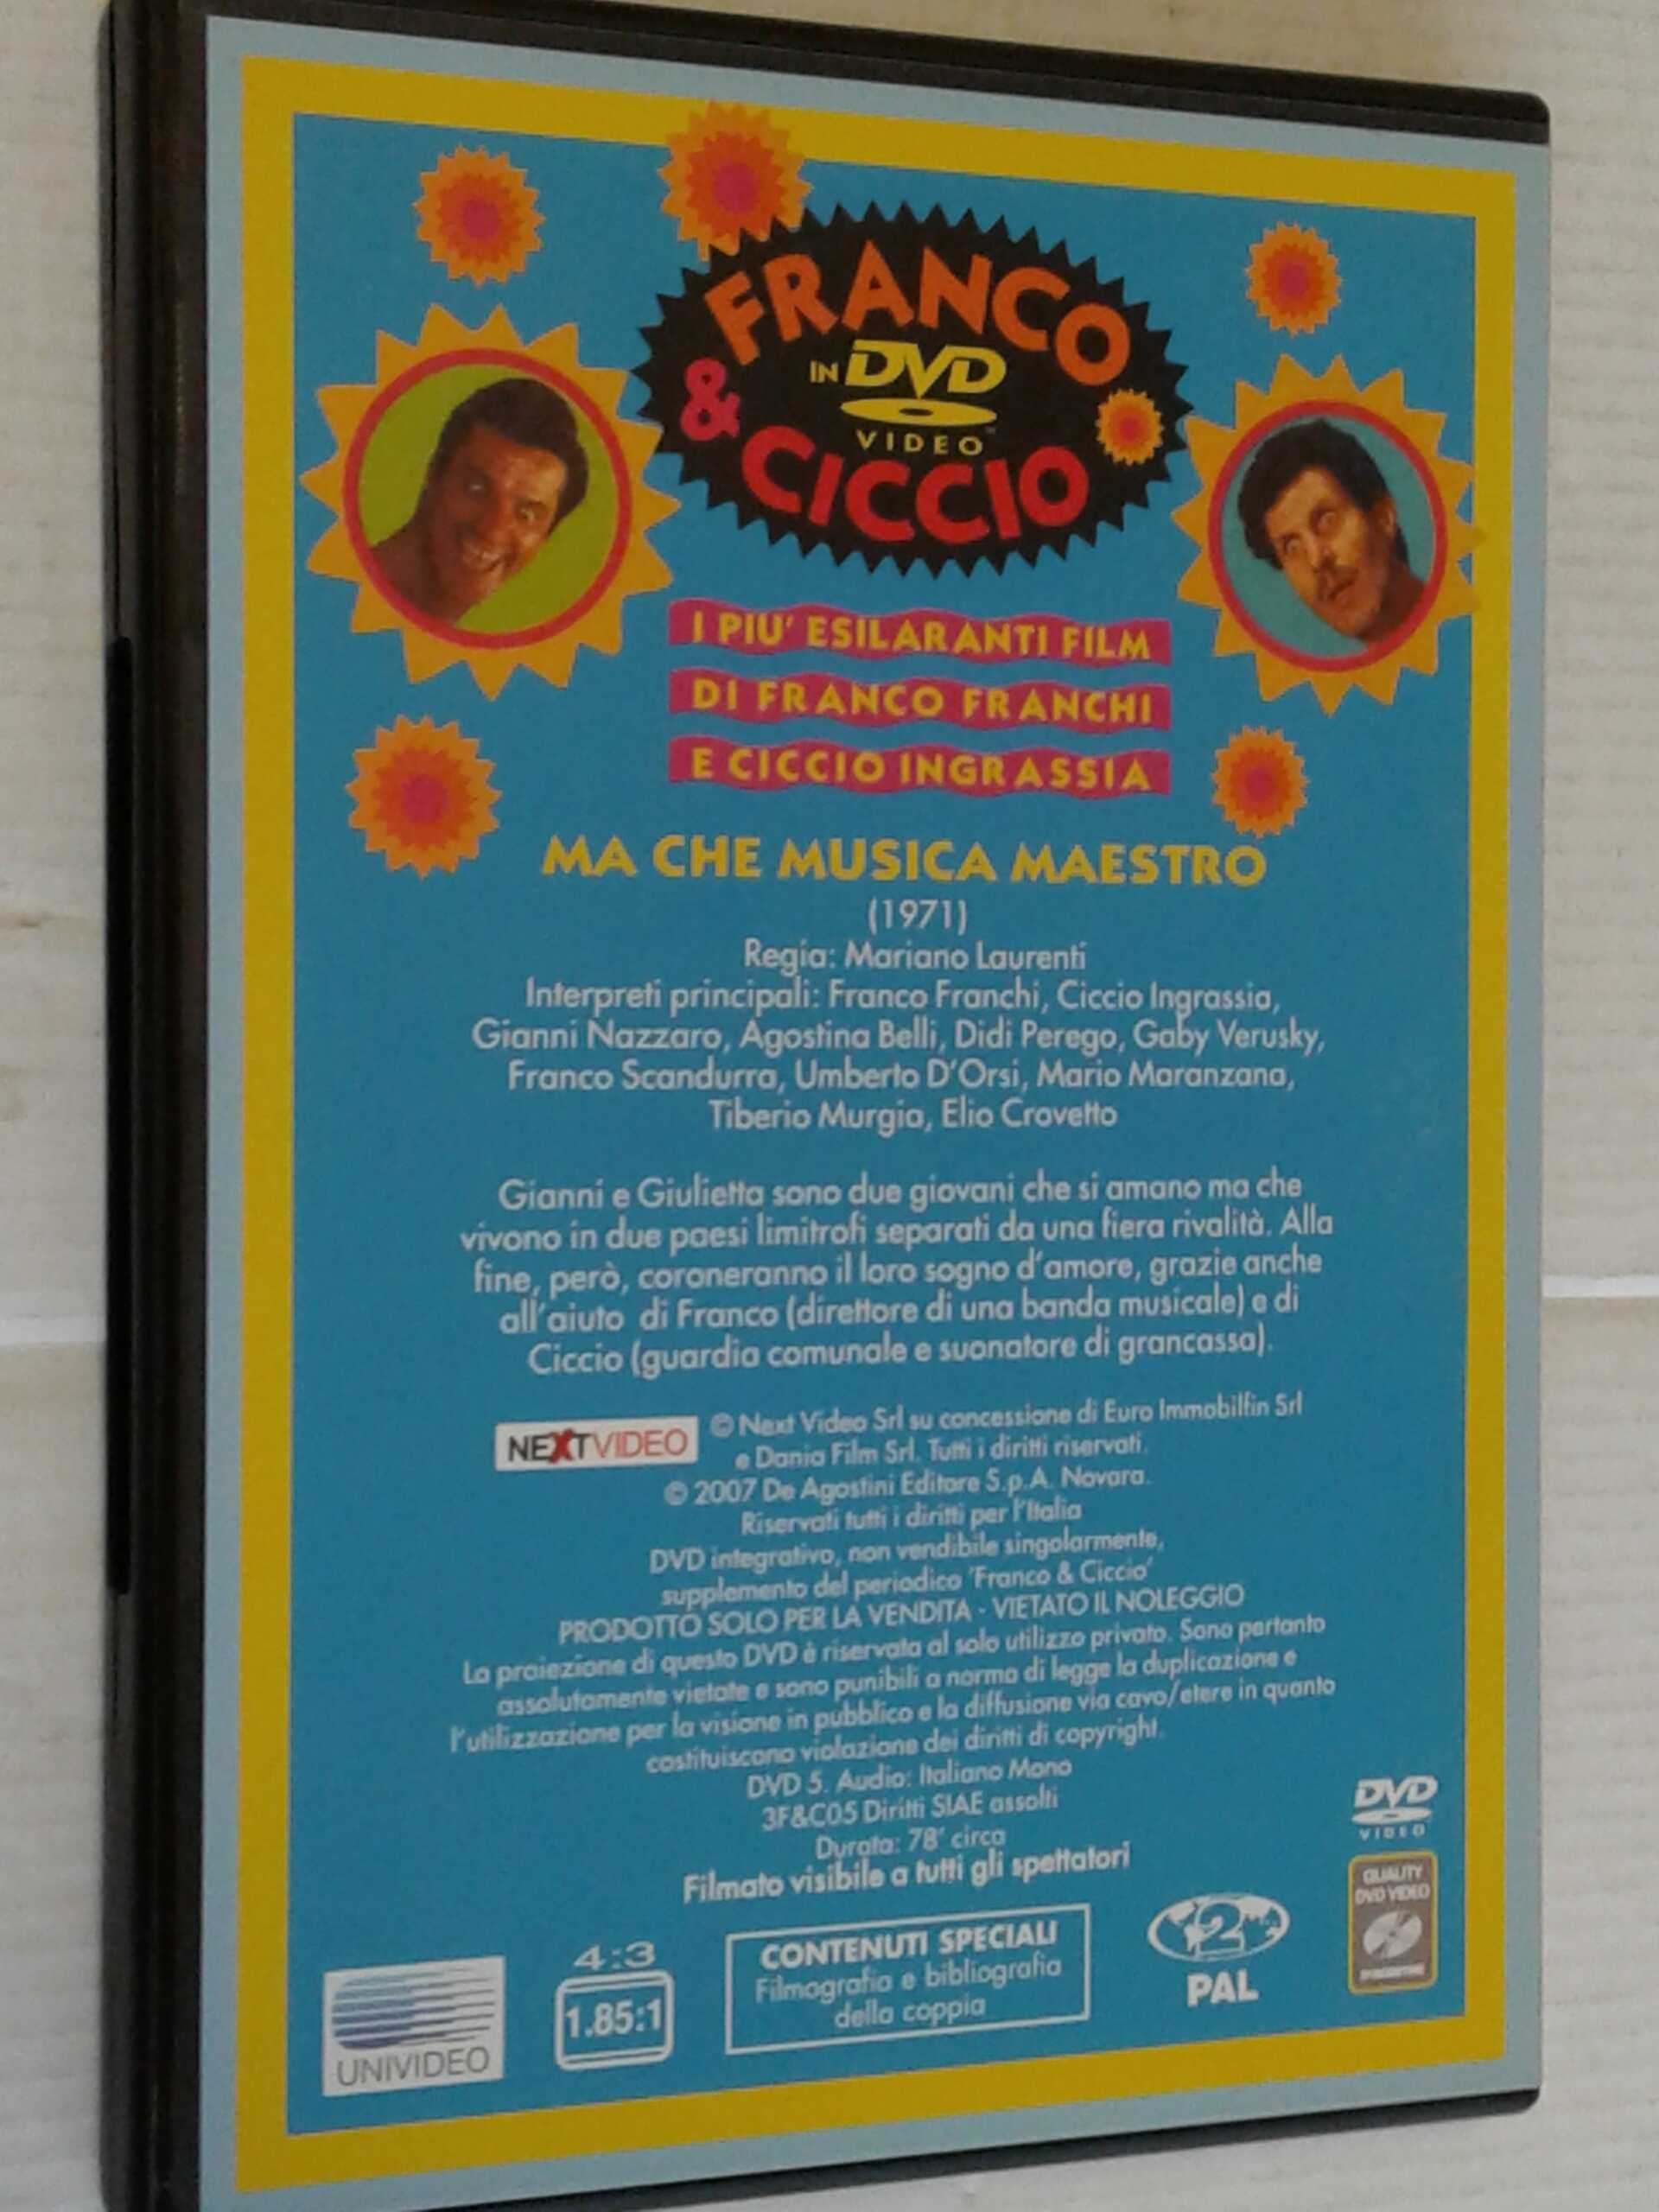 FRANCO
IN DVD
&
VIDEO
CICCIO
I PIU' ESILARANTI FILM
DI FRANCO FRANCHI
E CICCIO INGRASSIA
MA CHE MUSICA MAESTRO
(1971)
Regia: Mariano Laurenti
Interpreti principali: Franco Franchi, Ciccio Ingrassia,
Gianni Nazzaro, Agostina Belli, Didi Perego, Gaby Verusky,
Franco Scandurra, Umberto D'Orsi, Mario Maranzana,
Tiberio Murgia, Elio Crovetto
Gianni e Giulietta sono due giovani che si amano ma che
vivono in due paesi limitrofi separati da una fiera rivalità. Alla
fine, però, coroneranno il loro sogno d'amore, grazie anche
all'aiuto di Franco (direttore di una banda musicale) e di
Ciccio (guardia comunale e suonatore di grancassa).
NEXTVIDEO
© Next Video Srl su concessione di Euro Immobilfin Srl
e Dania Film Srl. Tutti i diritti riservati.
© 2007 De Agostini Editore S.p.A. Novara.
Riservati tutti i diritti per l'Italia
DVD integrativo, non vendibile singolarmente,
supplemento del periodico 'Franco & Ciccio'
PRODOTTO SOLO PER LA VENDITA - VIETATO IL NOLEGGIO
La proiezione di questo DVD è riservata al solo utilizzo privato. Sono pertanto
assolutamente vietate e sono punibili a norma di legge la duplicazione e
l'utilizzazione per la visione in pubblico e la diffusione via cavo/etere in quanto
costituiscono violazione dei diritti di copyright.
DVD 5. Audio: Italiano Mono
3F&C05 Diritti SIAE assolti
Durata: 78' circa
Filmato visibile a tutti gli spettatori
DVD
VIDEO
QUALITY
DVD VIDEO
UNIVIDEO
4:3
1.85:1
CONTENUTI SPECIALI
Filmografia e bibliografia
della coppia
2
PAL